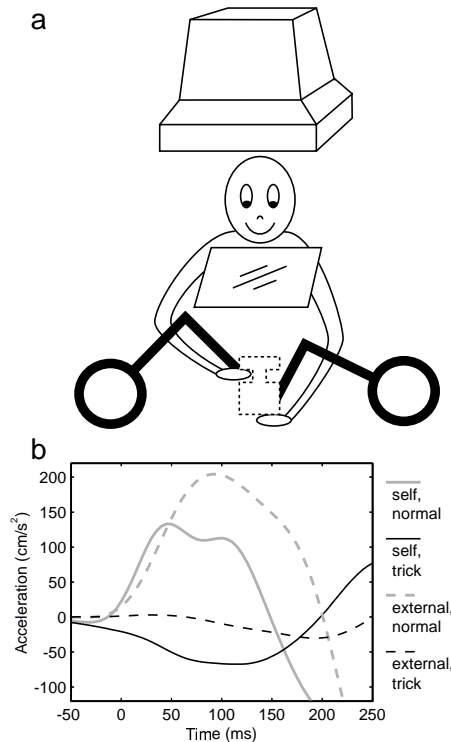 a
b
200
150
100
50
0
-50
-100
Acceleration (cm/s²)
-50 0 50 100 150 200 250
Time (ms)
self,
normal
self,
trick
external,
normal
external,
trick